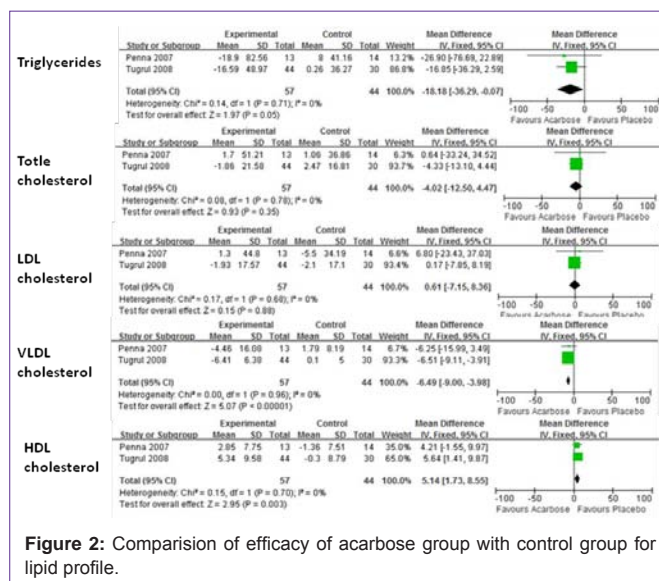 Experimental Control Mean Difference Mean Difference
Triglycerides
Study or Subgroup Mean SD Total Mean SD Total Weight IV, Fixed, 95% CI IV, Fixed, 95% CI
Penna 2007 -18.9 82.56 13 8 41.16 14 13.2% -26.90 [-76.69, 22.89]
Tugrul 2008 -16.59 48.97 44 0.26 36.27 30 86.8% -16.85 [-36.29, 2.59]
Total (95% CI) 57 44 100.0% -18.18 [-36.29, -0.07]
Heterogeneity: Chi² = 0.14, df = 1 (P = 0.71); I² = 0%
Test for overall effect: Z = 1.97 (P = 0.05)
-100 -50 0 50 100
Favours Acarbose Favours Placebo
Experimental Control Mean Difference Mean Difference
Totle cholesterol
Study or Subgroup Mean SD Total Mean SD Total Weight IV, Fixed, 95% CI IV, Fixed, 95% CI
Penna 2007 1.7 51.21 13 1.06 36.86 14 6.3% 0.64 [-33.24, 34.52]
Tugrul 2008 -1.86 21.58 44 2.47 16.81 30 93.7% -4.33 [-13.10, 4.44]
Total (95% CI) 57 44 100.0% -4.02 [-12.50, 4.47]
Heterogeneity: Chi² = 0.08, df = 1 (P = 0.78); I² = 0%
Test for overall effect: Z = 0.93 (P = 0.35)
-100 -50 0 50 100
Favours Acarbose Favours Placebo
Experimental Control Mean Difference Mean Difference
LDL cholesterol
Study or Subgroup Mean SD Total Mean SD Total Weight IV, Fixed, 95% CI IV, Fixed, 95% CI
Penna 2007 1.3 44.8 13 -5.5 34.19 14 6.6% 6.80 [-23.43, 37.03]
Tugrul 2008 -1.93 17.57 44 -2.1 17.1 30 93.4% 0.17 [-7.85, 8.19]
Total (95% CI) 57 44 100.0% 0.61 [-7.15, 8.36]
Heterogeneity: Chi² = 0.17, df = 1 (P = 0.68); I² = 0%
Test for overall effect: Z = 0.15 (P = 0.88)
-100 -50 0 50 100
Favours Acarbose Favours Placebo
Experimental Control Mean Difference Mean Difference
VLDL cholesterol
Study or Subgroup Mean SD Total Mean SD Total Weight IV, Fixed, 95% CI IV, Fixed, 95% CI
Penna 2007 -4.46 16.08 13 1.79 8.19 14 6.7% -6.25 [-15.99, 3.49]
Tugrul 2008 -6.41 6.38 44 0.1 5 30 93.3% -6.51 [-9.11, -3.91]
Total (95% CI) 57 44 100.0% -6.49 [-9.00, -3.98]
Heterogeneity: Chi² = 0.00, df = 1 (P = 0.96); I² = 0%
Test for overall effect: Z = 5.07 (P < 0.00001)
-100 -50 0 50 100
Favours Acarbose Favours Placebo
Experimental Control Mean Difference Mean Difference
HDL cholesterol
Study or Subgroup Mean SD Total Mean SD Total Weight IV, Fixed, 95% CI IV, Fixed, 95% CI
Penna 2007 2.85 7.75 13 -1.36 7.51 14 35.0% 4.21 [-1.55, 9.97]
Tugrul 2008 5.34 9.58 44 -0.3 8.79 30 65.0% 5.64 [1.41, 9.87]
Total (95% CI) 57 44 100.0% 5.14 [1.73, 8.55]
Heterogeneity: Chi² = 0.15, df = 1 (P = 0.70); I² = 0%
Test for overall effect: Z = 2.95 (P = 0.003)
-100 -50 0 50 100
Favours Acarbose Favours Placebo
Figure 2: Comparision of efficacy of acarbose group with control group for
lipid profile.